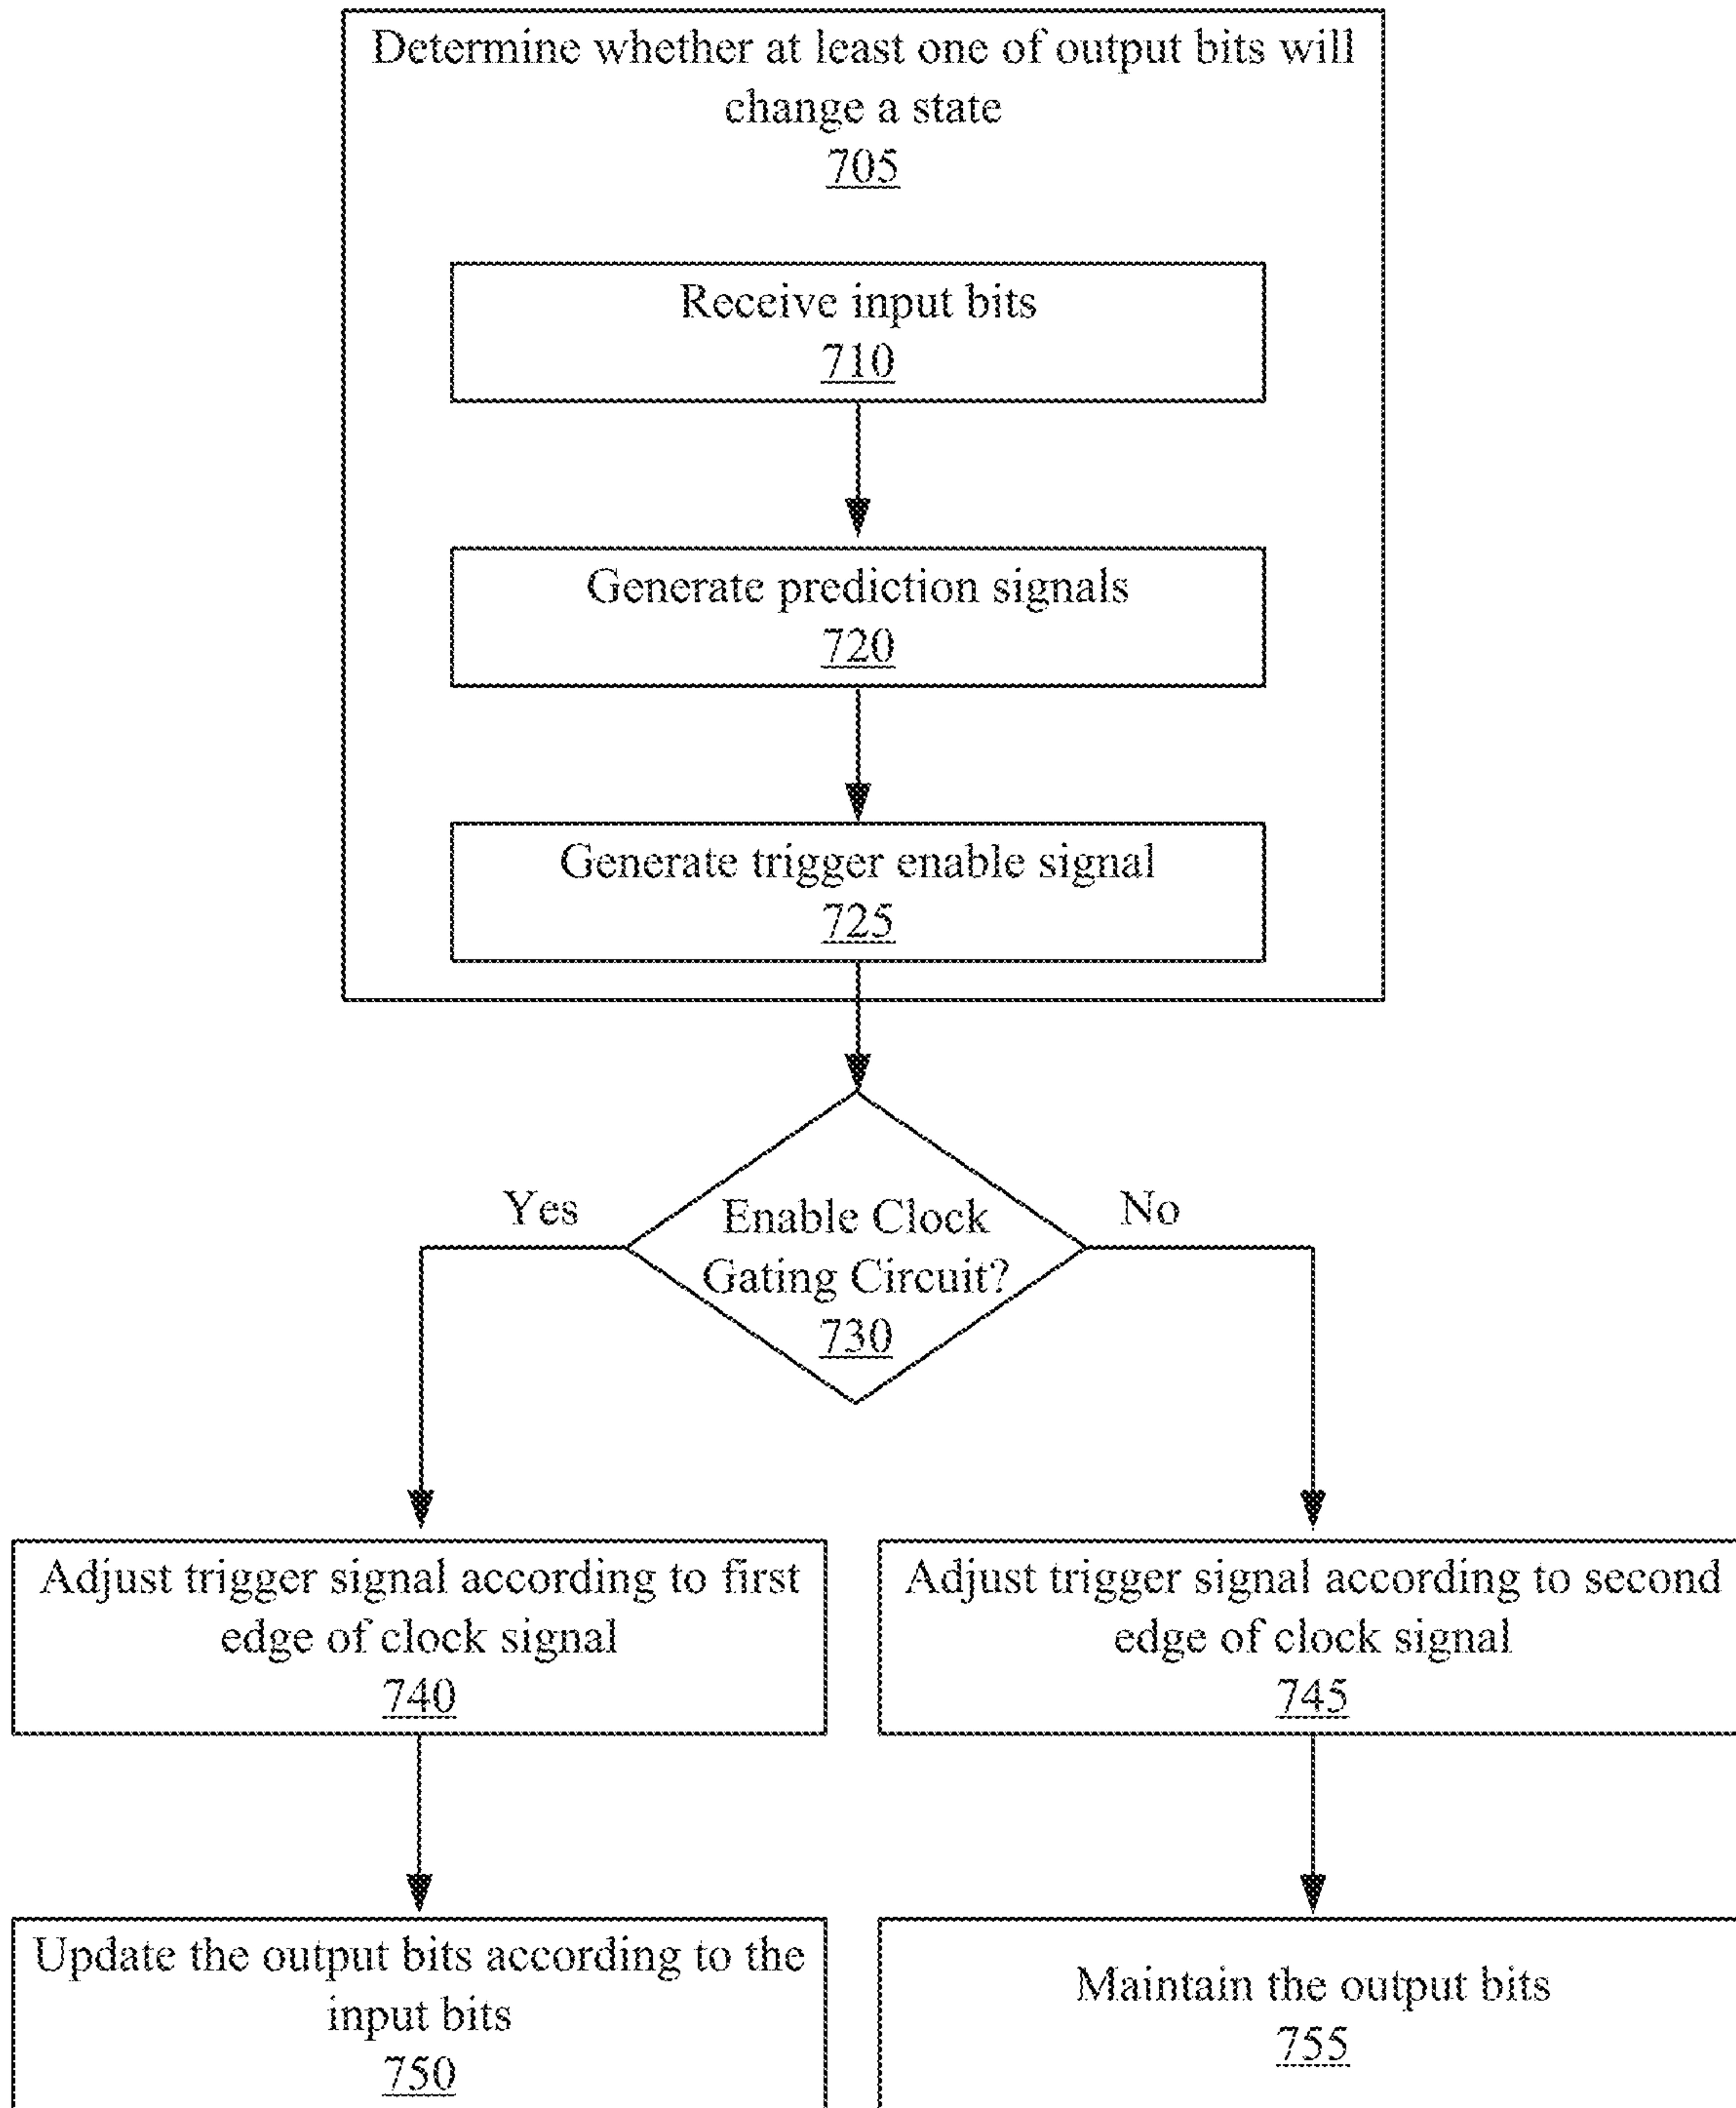 Determine whether at least one of output bits will
change a state
705
Receive input bits
710
Generate prediction signals
720
Generate trigger enable signal
725
Yes
Enable Clock
Gating Circuit?
730
No
Adjust trigger signal according to first
edge of clock signal
740
Adjust trigger signal according to second
edge of clock signal
745
Update the output bits according to the
input bits
750
Maintain the output bits
755